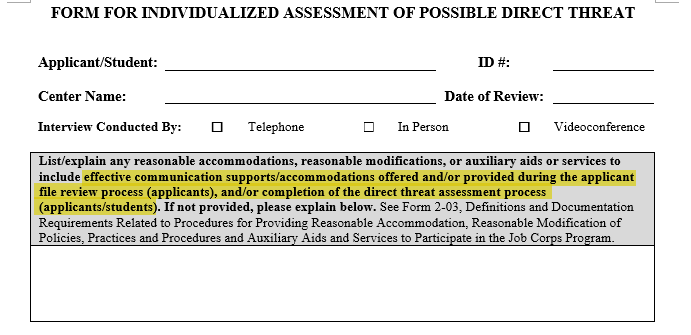 FORM FOR INDIVIDUALIZED ASSESSMENT OF POSSIBLE DIRECT THREAT
Applicant/Student: ID #:
Center Name: Date of Review:
Interview Conducted By: ☐ Telephone ☐ In Person ☐ Videoconference
List/explain any reasonable accommodations, reasonable modifications, or auxiliary aids or services to
include effective communication supports/accommodations offered and/or provided during the applicant
file review process (applicants), and/or completion of the direct threat assessment process
(applicants/students). If not provided, please explain below. See Form 2-03, Definitions and Documentation
Requirements Related to Procedures for Providing Reasonable Accommodation, Reasonable Modification of
Policies, Practices and Procedures and Auxiliary Aids and Services to Participate in the Job Corps Program.